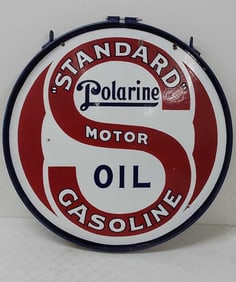 "STANDARD"
Polarine
MOTOR
OIL
GASOLINE